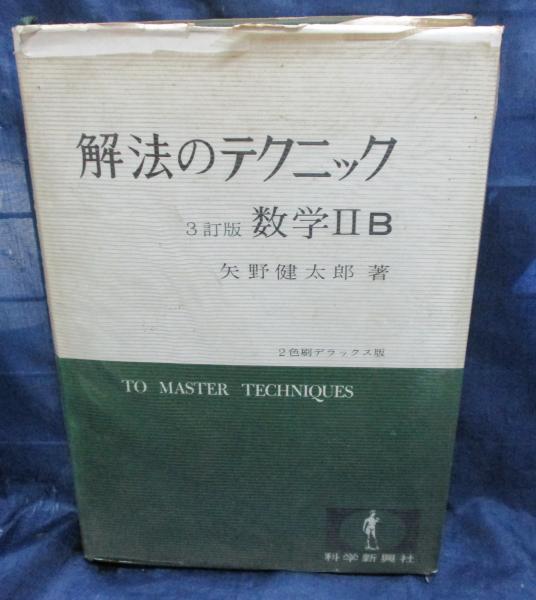 解法のテクニック
3訂版 数学II B
矢野健太郎 著
2色刷デラックス版
TO MASTER TECHNIQUES
科学新興社